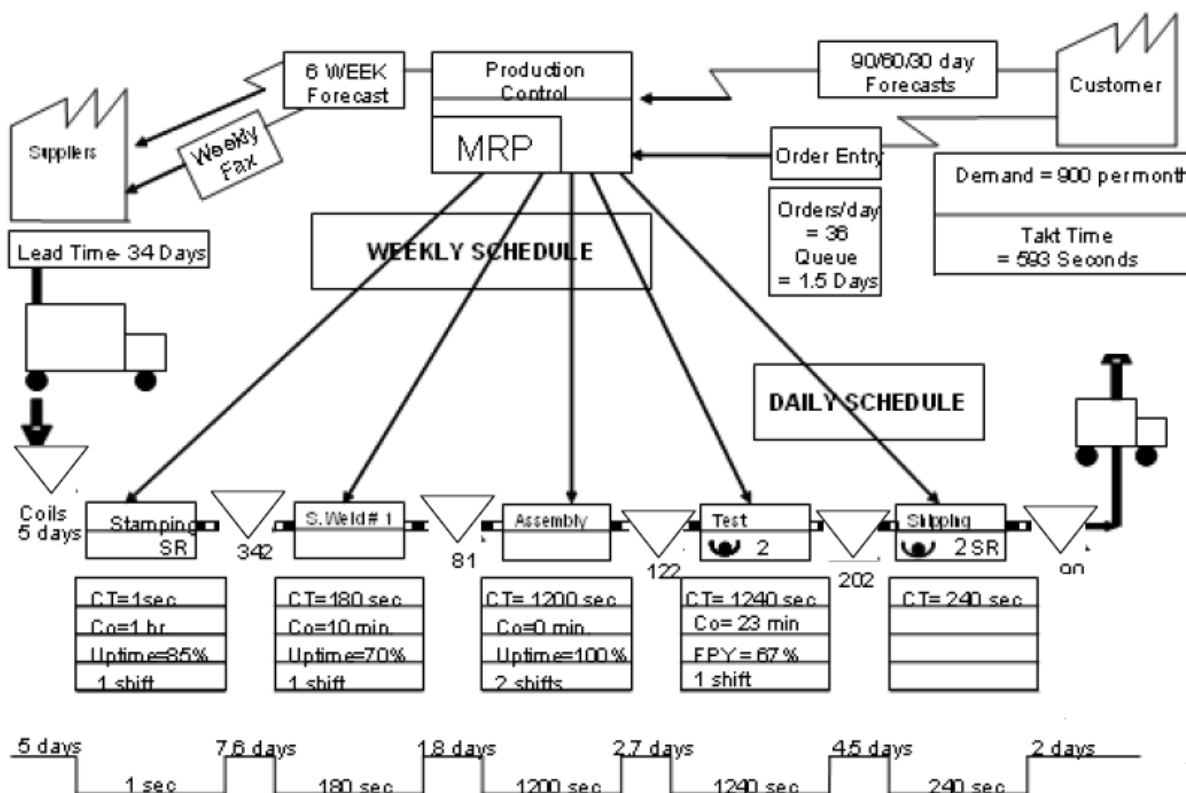 6 WEEK
Forecast
Production
Control
MRP
90/60/30 day
Forecasts
Customer
Suppliers
Weekly
Fax
Order Entry
Demand = 900 per month
Orders/day
= 36
Queue
= 1.5 Days
Takt Time
= 593 Seconds
Lead Time- 34 Days
WEEKLY SCHEDULE
DAILY SCHEDULE
Coils
5 days
Stamping
SR
342
S.Weld # 1
81
Assembly
122
Test
2
202
Shipping
2 SR
CT=1sec
Co=1 hr
Uptime=85%
1 shift
CT=180 sec
Co=10 min.
Uptime=70%
1 shift
CT= 1200 sec
Co=0 min.
Uptime=100%
2 shifts
CT= 1240 sec
Co= 23 min
FPY = 67 %
1 shift
CT= 240 sec
5 days
7.6 days
1.8 days
2.7 days
4.5 days
2 days
1 sec
180 sec
1200 sec
1240 sec
240 sec